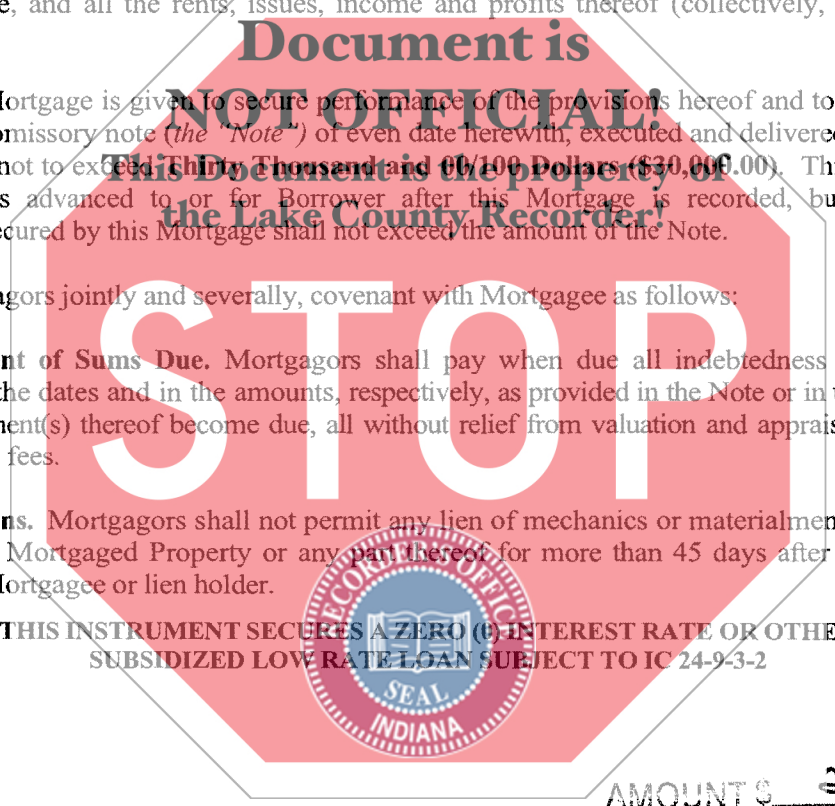 e, and all the rents, issues, income and profits thereof (collectively,
Document is
NOT OFFICIAL!
This Document is the property of
the Lake County Recorder!
ortgage is given to secure performance of the provisions hereof and to
omissory note (the "Note") of even date herewith, executed and delivered
not to exceed Thirty Thousand and 00/100 Dollars ($30,000.00). Th
s advanced to or for Borrower after this Mortgage is recorded, bu
cured by this Mortgage shall not exceed the amount of the Note.
agors jointly and severally, covenant with Mortgagee as follows:
STOP
nt of Sums Due. Mortgagors shall pay when due all indebtedness
the dates and in the amounts, respectively, as provided in the Note or in
ent(s) thereof become due, all without relief from valuation and apprais
fees.
ns. Mortgagors shall not permit any lien of mechanics or materialmen
Mortgaged Property or any part thereof for more than 45 days after
ortgagee or lien holder.
RECORDER'S OFFICE
SEAL
INDIANA
THIS INSTRUMENT SECURES A ZERO (0) INTEREST RATE OR OTHE
SUBSIDIZED LOW RATE LOAN SUBJECT TO IC 24-9-3-2
AMOUNT $